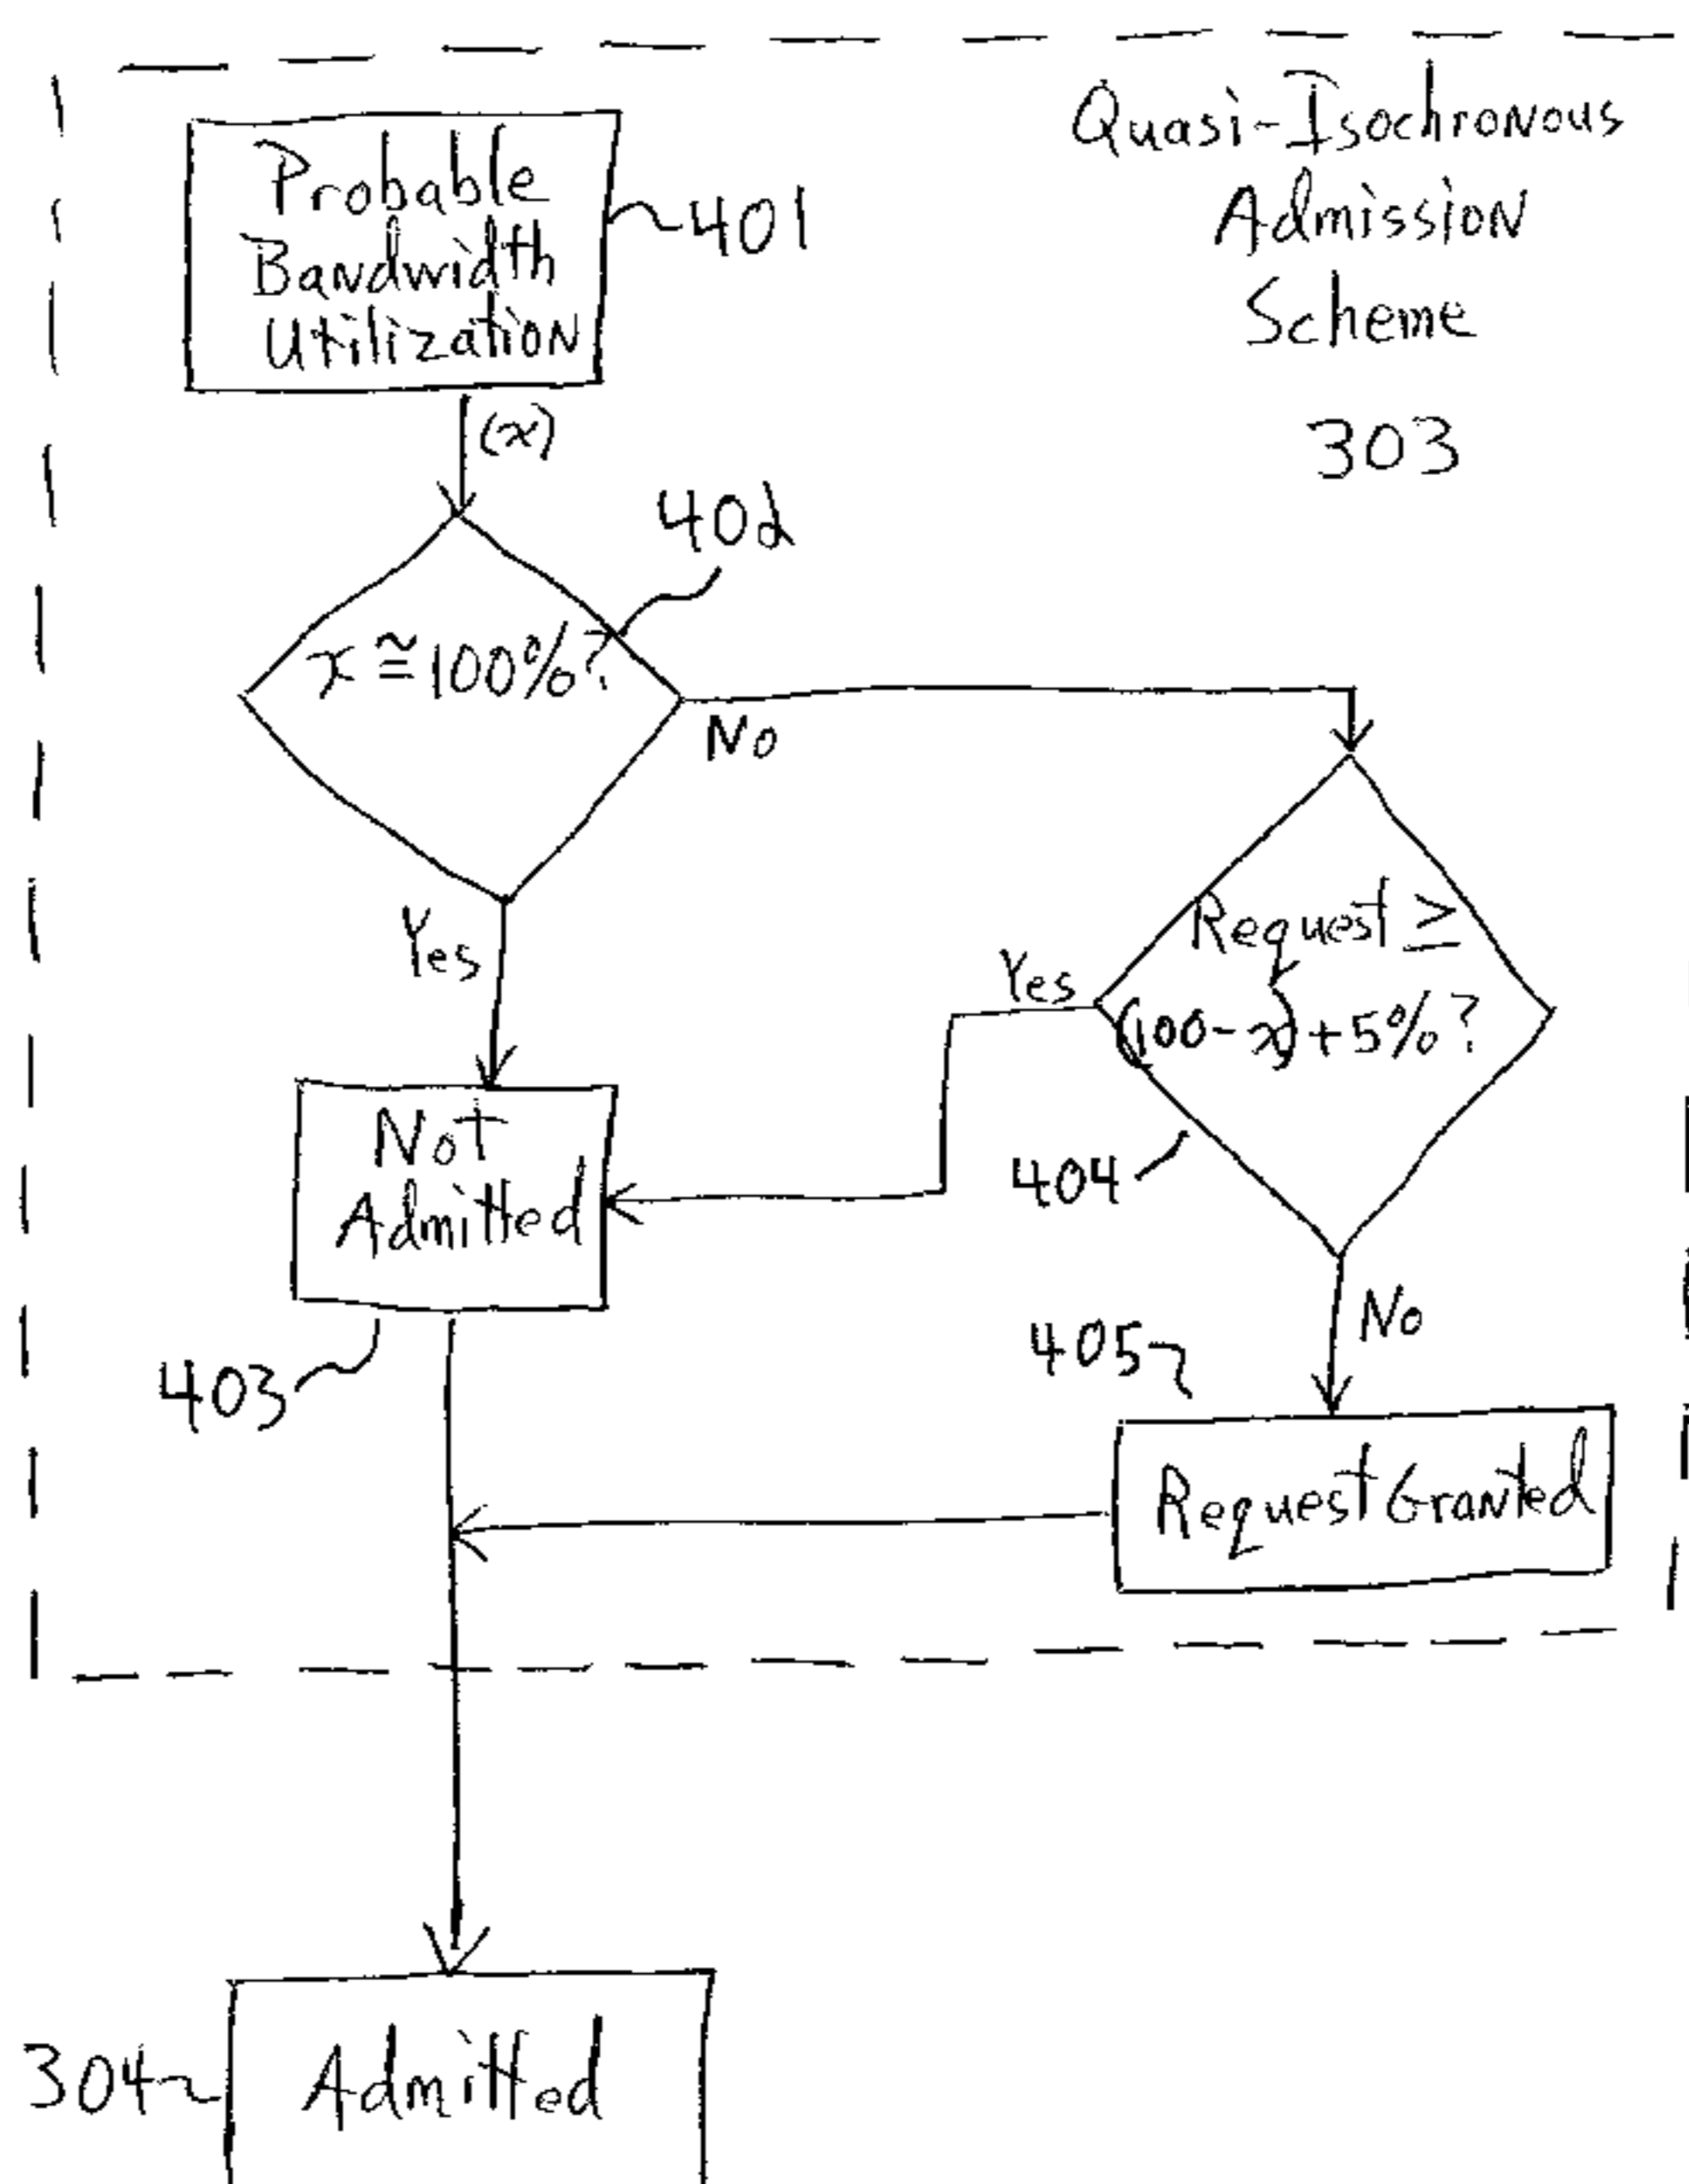 Quasi-Isochronous
Admission
Scheme
303
Probable
Bandwidth
Utilization
401
(x)
402
x ≅ 100%?
No
Yes
Request ≥
(100-x)+5%?
Yes
404
Not
Admitted
403
No
405
Request Granted
304
Admitted